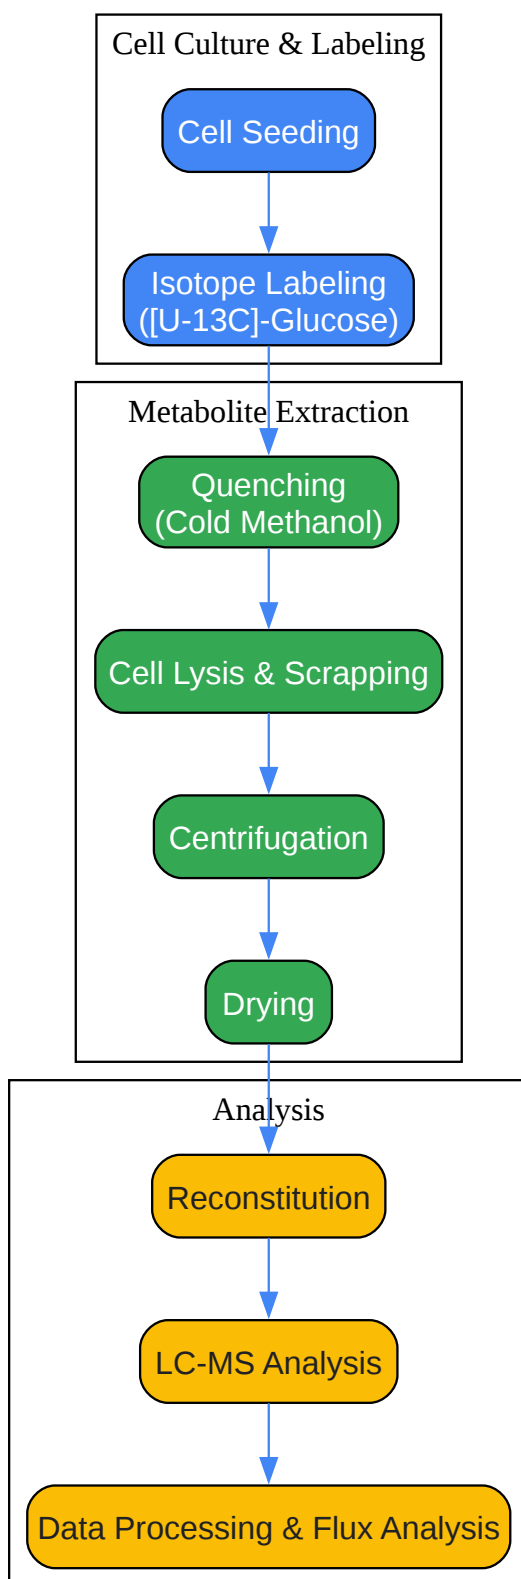 Cell Culture & Labeling
Cell Seeding
Isotope Labeling
([U-13C]-Glucose)
Metabolite Extraction
Quenching
(Cold Methanol)
Cell Lysis & Scrapping
Centrifugation
Drying
Analysis
Reconstitution
LC-MS Analysis
Data Processing & Flux Analysis